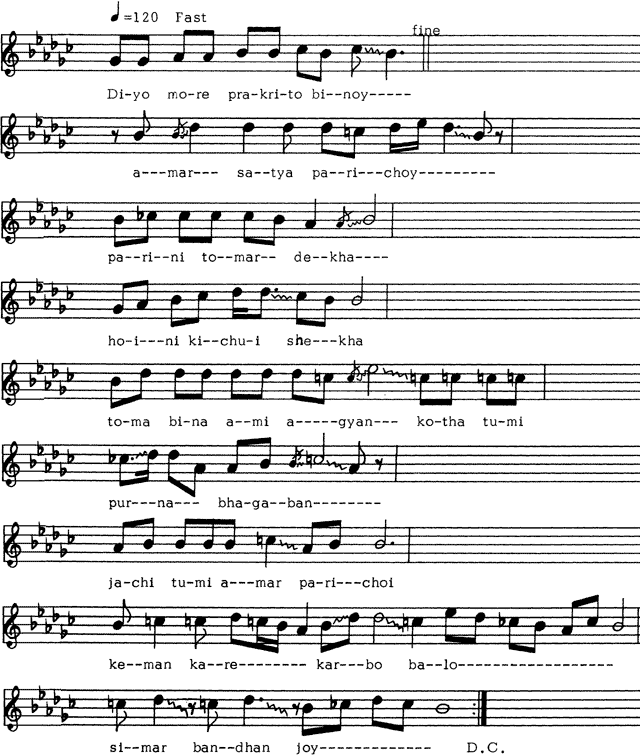 ♩=120 Fast
fine
Di-yo mo-re pra-kri-to bi-noy-----
a---mar--- sa--tya pa--ri---choy---------
pa--ri--ni to--mar-- de--kha----
ho-i---ni ki--chu-i she--kha
to-ma bi-na a--mi a-----gyan--- ko-tha tu-mi
pur---na--- bha-ga-ban--------
ja-chi tu-mi a---mar pa-ri---choi
ke-man ka--re-------- kar--bo ba--lo------------------
si--mar ban--dhan joy------------- D.C.